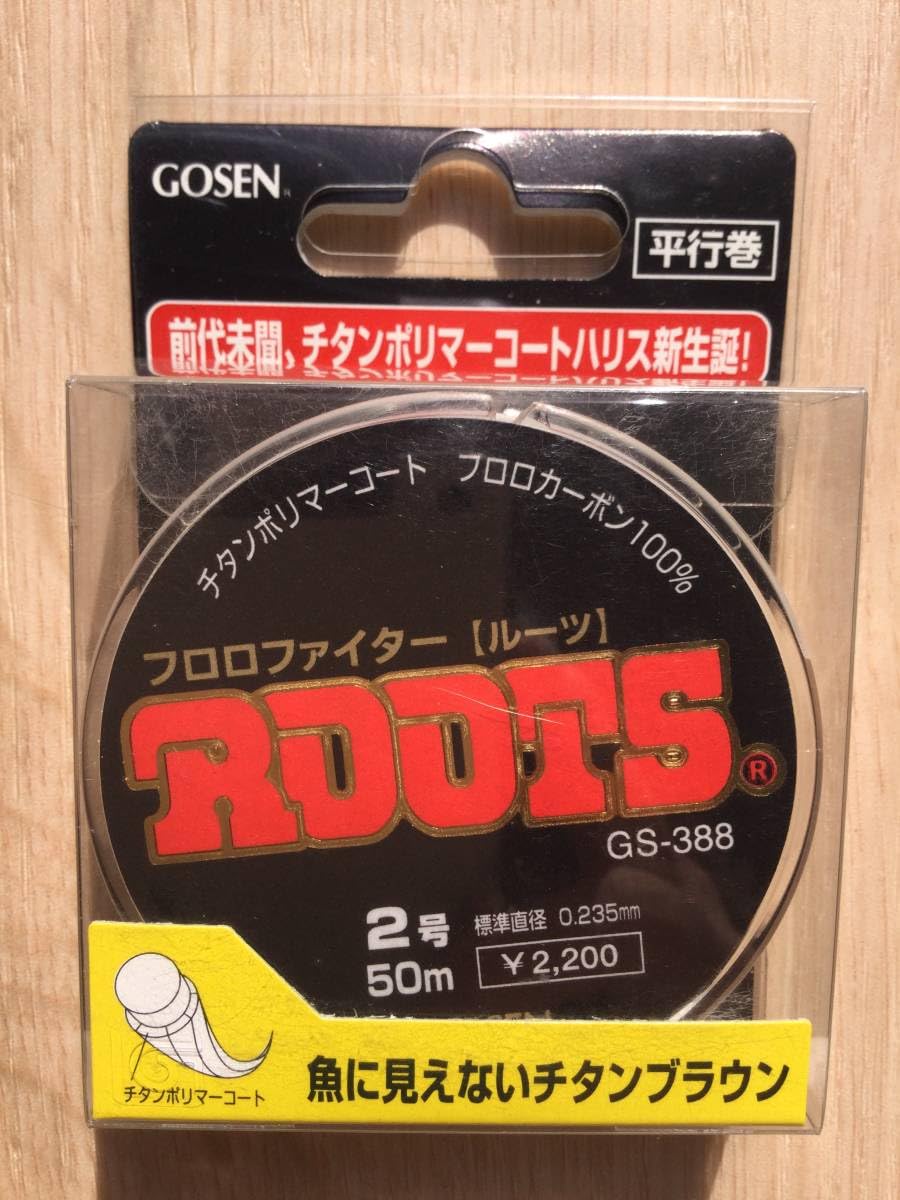 GOSEN
平行巻
前代未聞、チタンポリマーコートハリス新生誕!
チタンポリマーコート フロロカーボン100%
フロロファイター【ルーツ】
ROOTS®
GS-388
2号 標準直径 0.235mm
50m ¥2,200
チタンポリマーコート
魚に見えないチタンブラウン